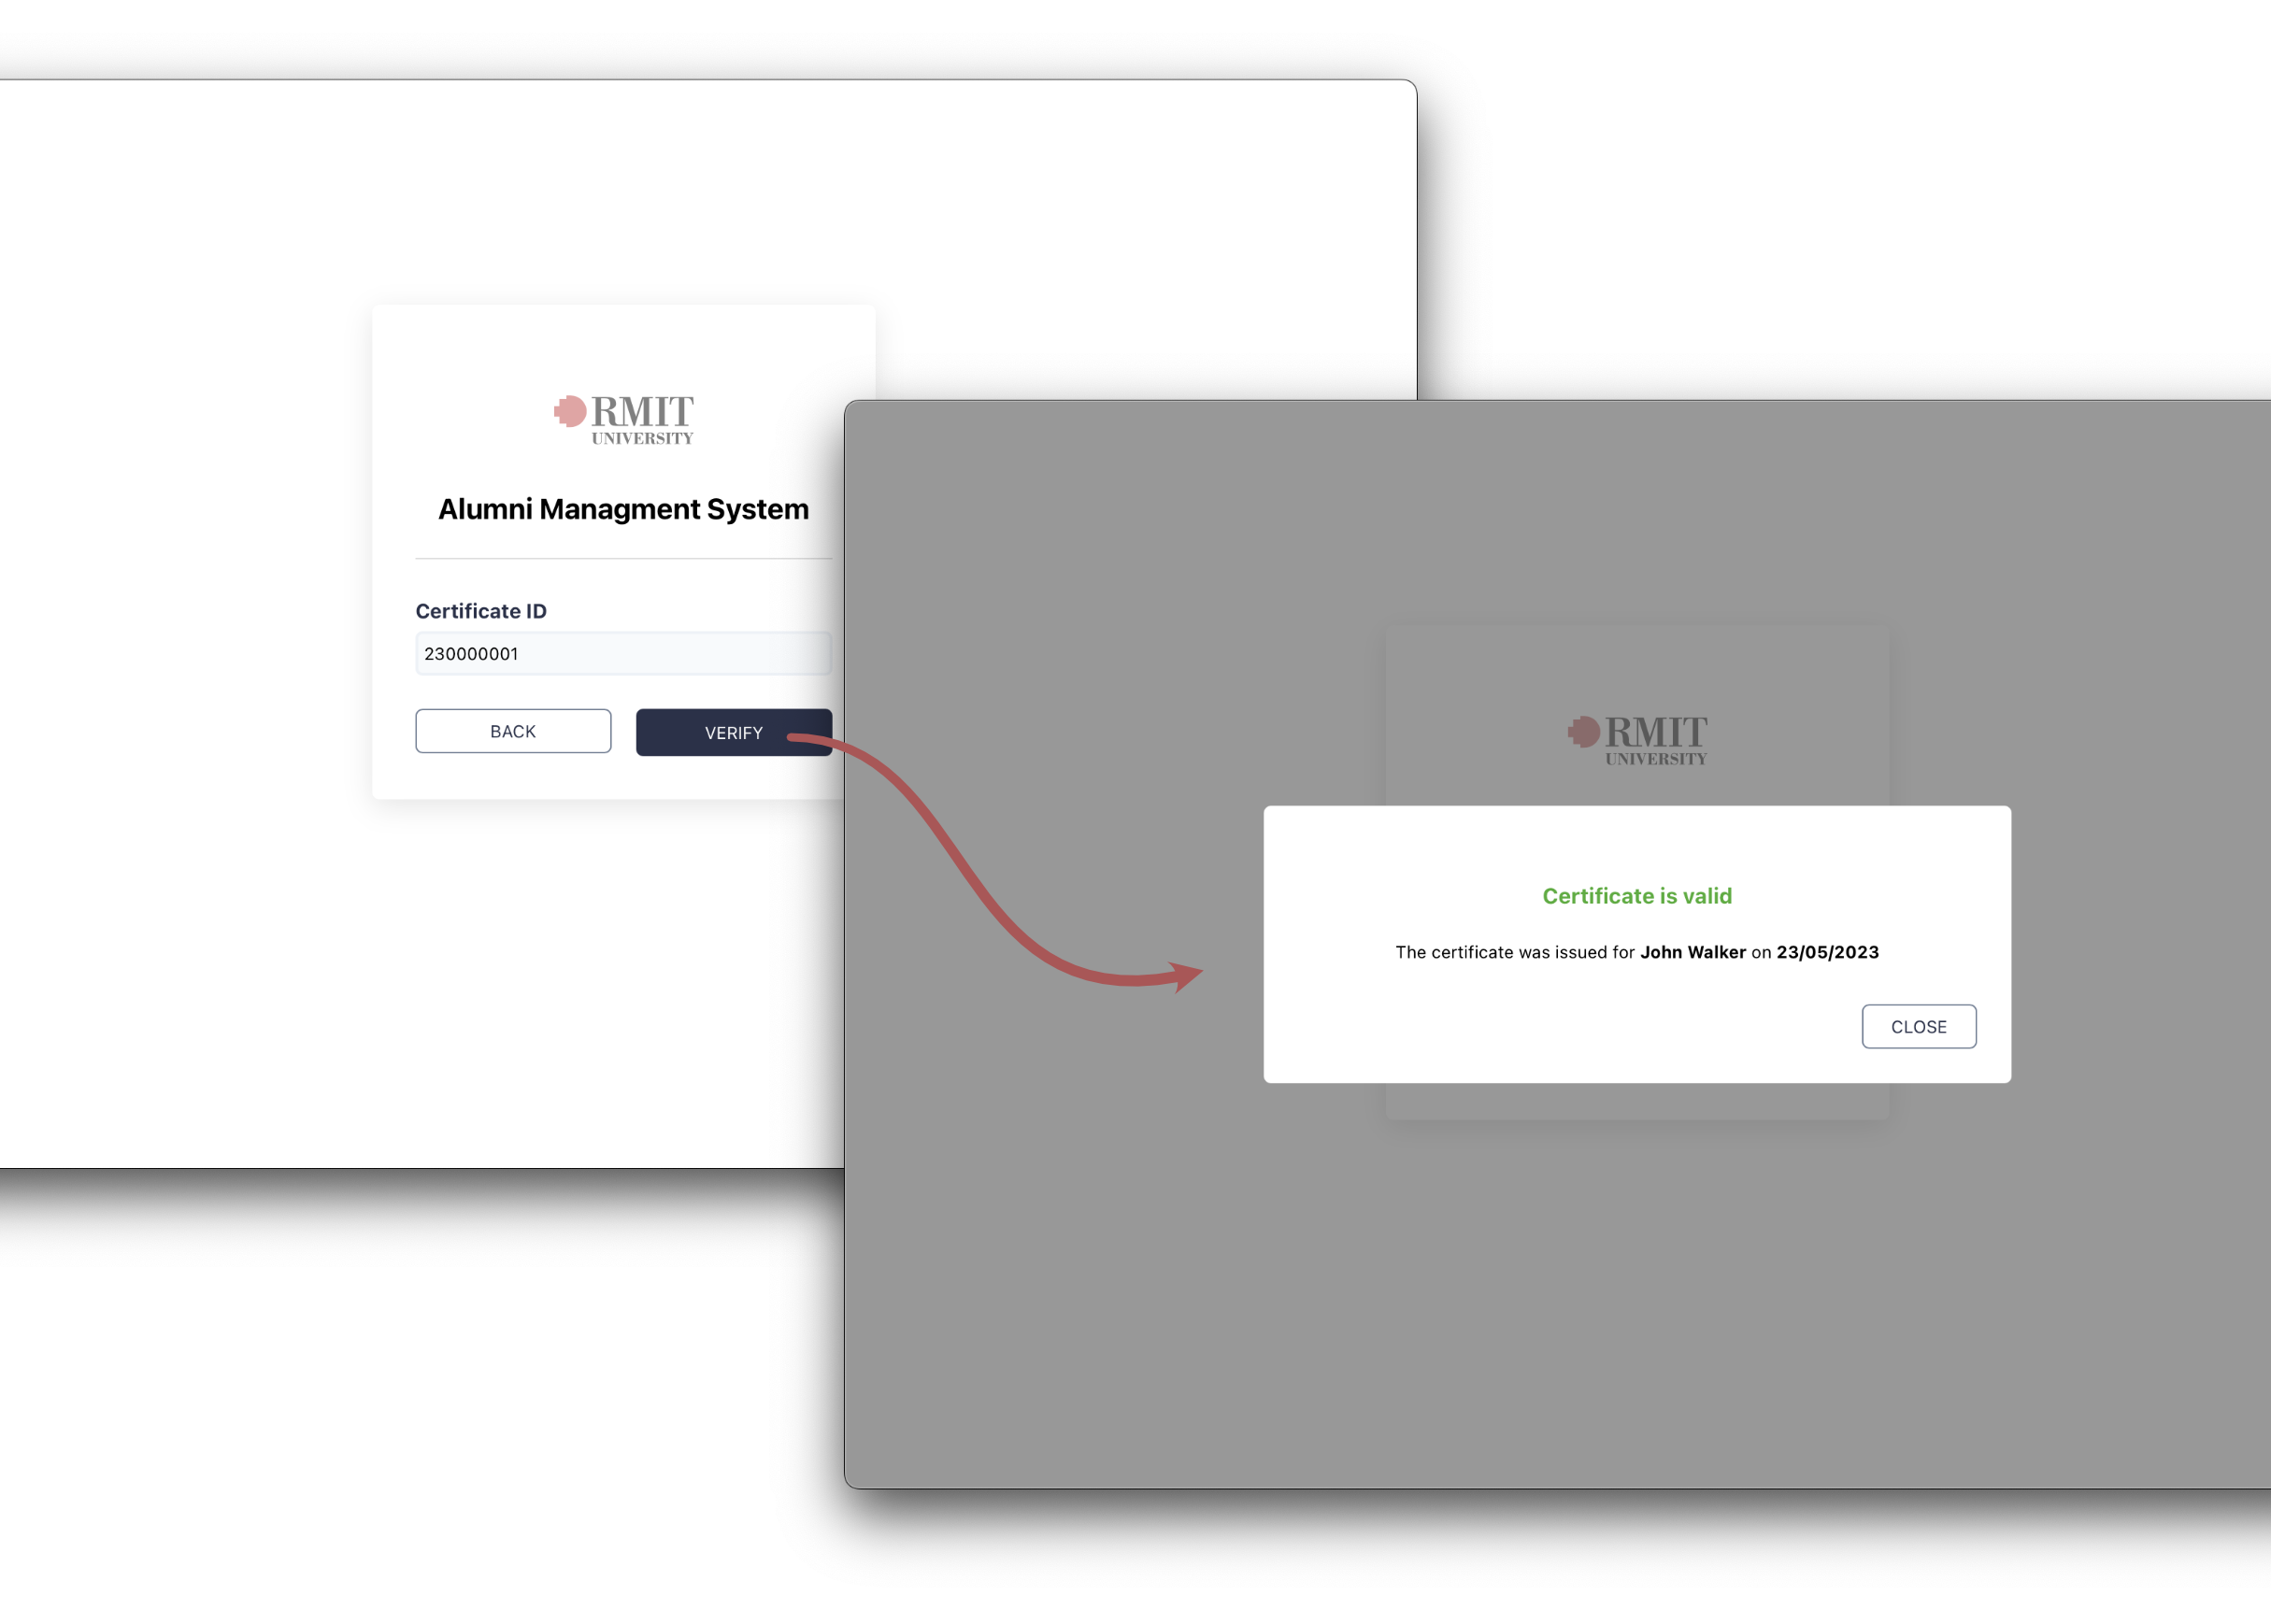 RMIT
UNIVERSITY
Alumni Managment System
Certificate ID
230000001
BACK
VERIFY
RMIT
UNIVERSITY
Certificate is valid
The certificate was issued for John Walker on 23/05/2023
CLOSE